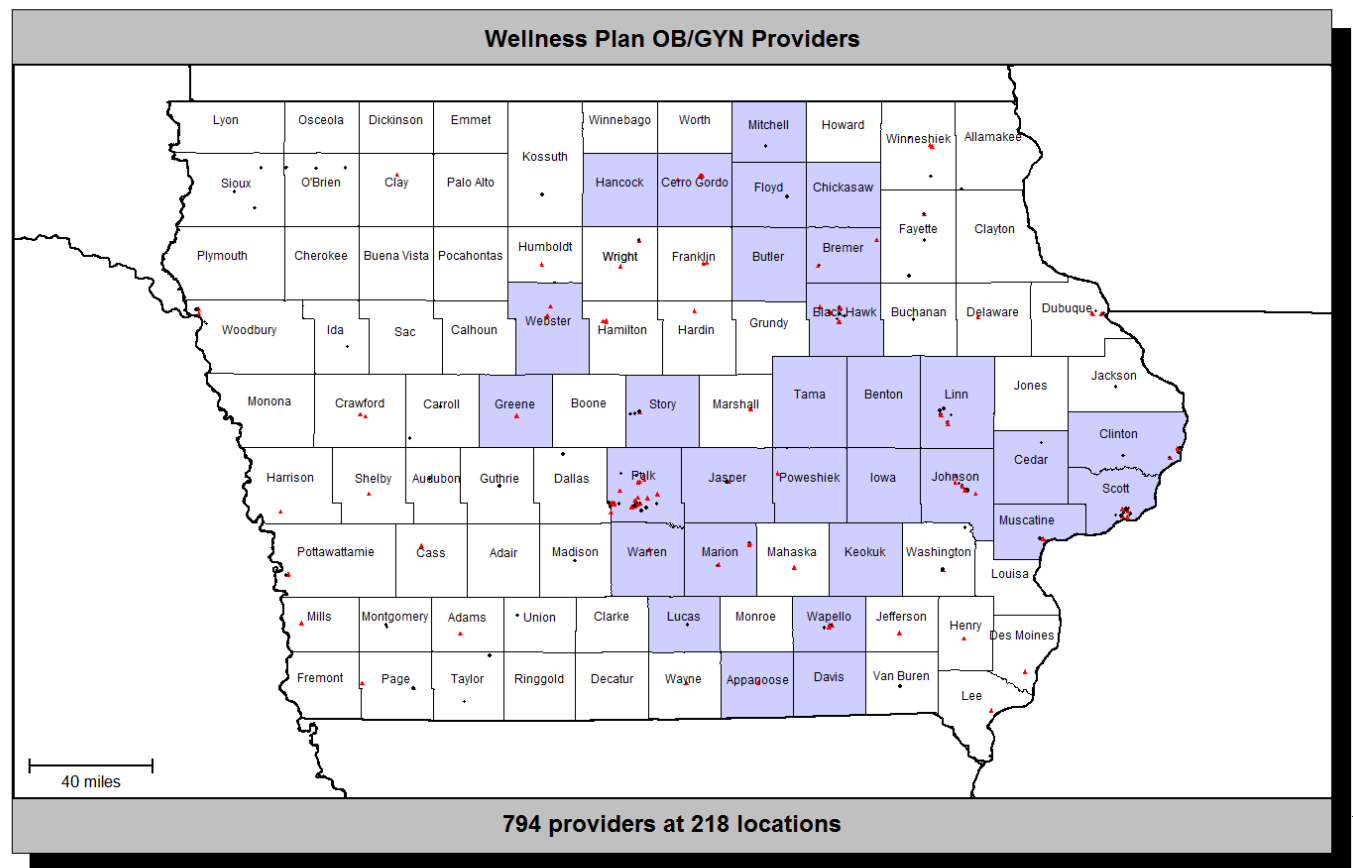 Wellness Plan OB/GYN Providers
Lyon Osceola Dickinson Emmet Winnebago Worth Mitchell Howard Winneshiek Allamakee
Kossuth
Sioux O'Brien Clay Palo Alto Hancock Cerro Gordo Floyd Chickasaw
Fayette Clayton
Plymouth Cherokee Buena Vista Pocahontas Humboldt Wright Franklin Butler Bremer
Woodbury Ida Sac Calhoun Webster Hamilton Hardin Grundy Black Hawk Buchanan Delaware Dubuque
Monona Crawford Carroll Greene Boone Story Marshall Tama Benton Linn Jones Jackson
Clinton
Harrison Shelby Audubon Guthrie Dallas Polk Jasper Poweshiek Iowa Johnson Cedar Scott
Muscatine
Pottawattamie Cass Adair Madison Warren Marion Mahaska Keokuk Washington
Louisa
Mills Montgomery Adams Union Clarke Lucas Monroe Wapello Jefferson Henry Des Moines
Fremont Page Taylor Ringgold Decatur Wayne Appanoose Davis Van Buren Lee
40 miles
794 providers at 218 locations